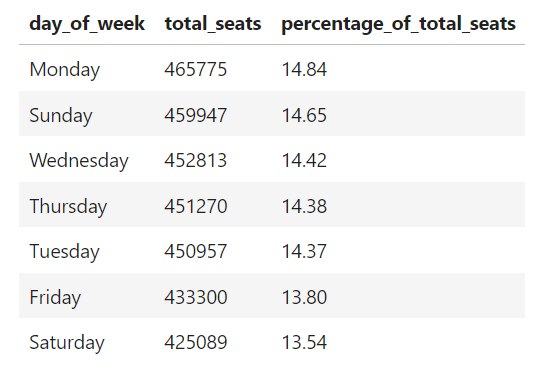 day_of_week total_seats percentage_of_total_seats
Monday 465775 14.84
Sunday 459947 14.65
Wednesday 452813 14.42
Thursday 451270 14.38
Tuesday 450957 14.37
Friday 433300 13.80
Saturday 425089 13.54